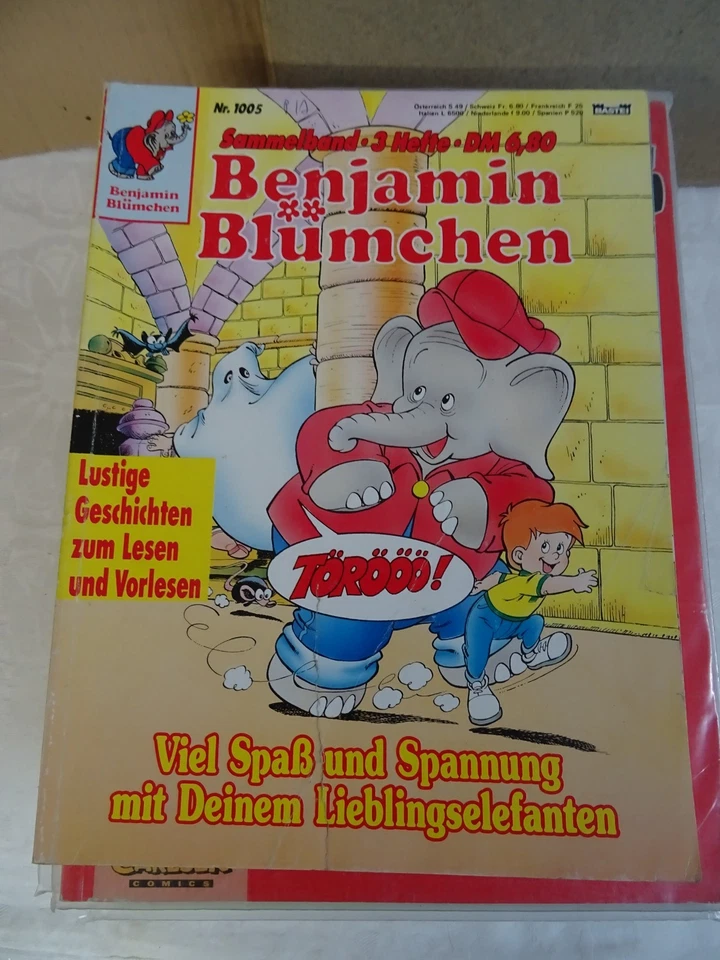 Nr. 1005
Österreich S 49 / Schweiz Fr. 6,80 / Frankreich F 25
Italien L 6500 / Niederlande f 9.00 / Spanien P 520
BASTEI
Sammelband • 3 Hefte • DM 6,80
Benjamin
Blümchen
Benjamin
Blümchen
Lustige
Geschichten
zum Lesen
und Vorlesen
TÖRÖÖÖ!
Viel Spaß und Spannung
mit Deinem Lieblingselefanten
COMICS